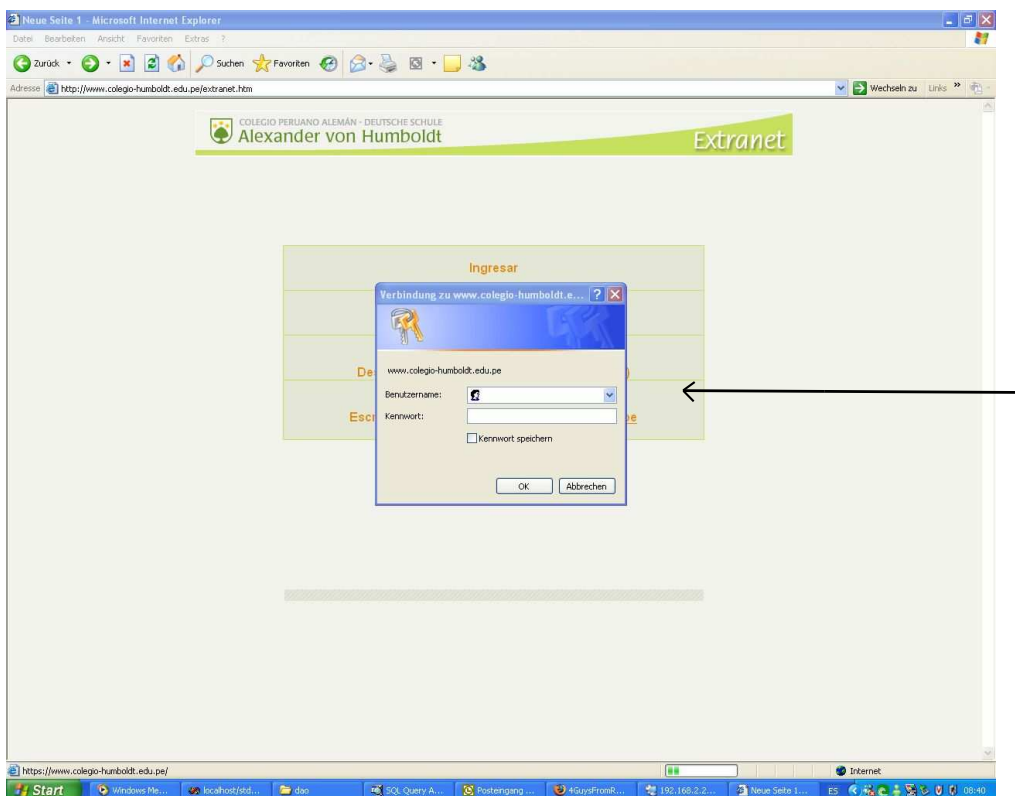 Neue Seite 1 - Microsoft Internet Explorer
Datei Bearbeiten Ansicht Favoriten Extras ?
Zurück Suchen Favoriten
Adresse http://www.colegio-humboldt.edu.pe/extranet.htm Wechseln zu Links »
COLEGIO PERUANO ALEMÁN - DEUTSCHE SCHULE
Alexander von Humboldt
Extranet
Ingresar
Verbindung zu www.colegio-humboldt.e... ?
De
www.colegio-humboldt.edu.pe
)
Benutzername:
Escr
Kennwort:
pe
Kennwort speichern
OK Abbrechen
https://www.colegio-humboldt.edu.pe/ Internet
Start Windows Me... localhost/std... dao SQL Query A... Posteingang ... 4GuysFromR... 192.168.2.2... Neue Seite 1... ES 08:40